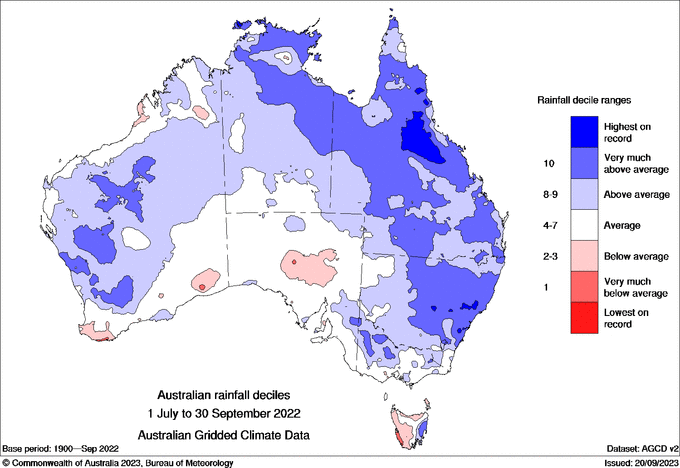 Rainfall decile ranges
Highest on
record
10
Very much
above average
8-9
Above average
4-7
Average
2-3
Below average
1
Very much
below average
Lowest on
record
Australian rainfall deciles
1 July to 30 September 2022
Australian Gridded Climate Data
Base period: 1900—Sep 2022
Dataset: AGCD v2
© Commonwealth of Australia 2023, Bureau of Meteorology
Issued: 20/09/2023